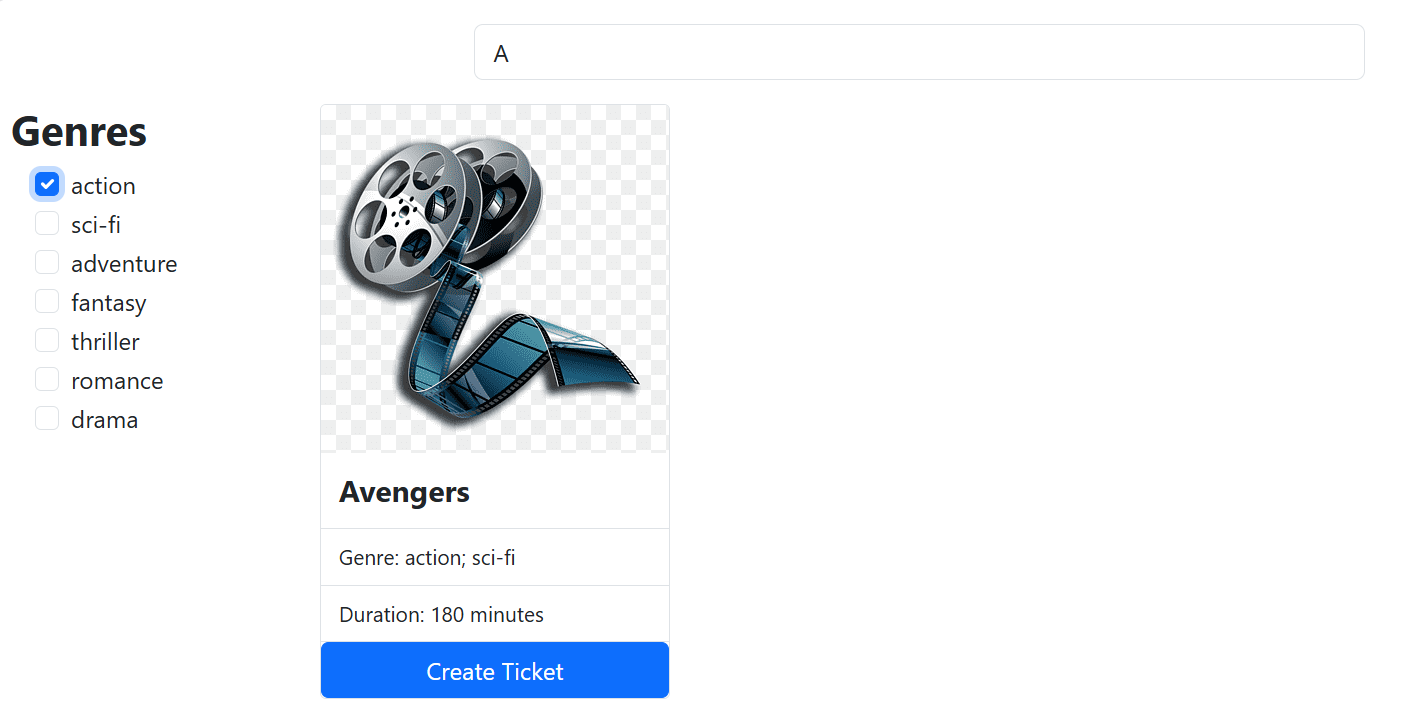 A
Genres
action
sci-fi
adventure
fantasy
thriller
romance
drama
Avengers
Genre: action; sci-fi
Duration: 180 minutes
Create Ticket